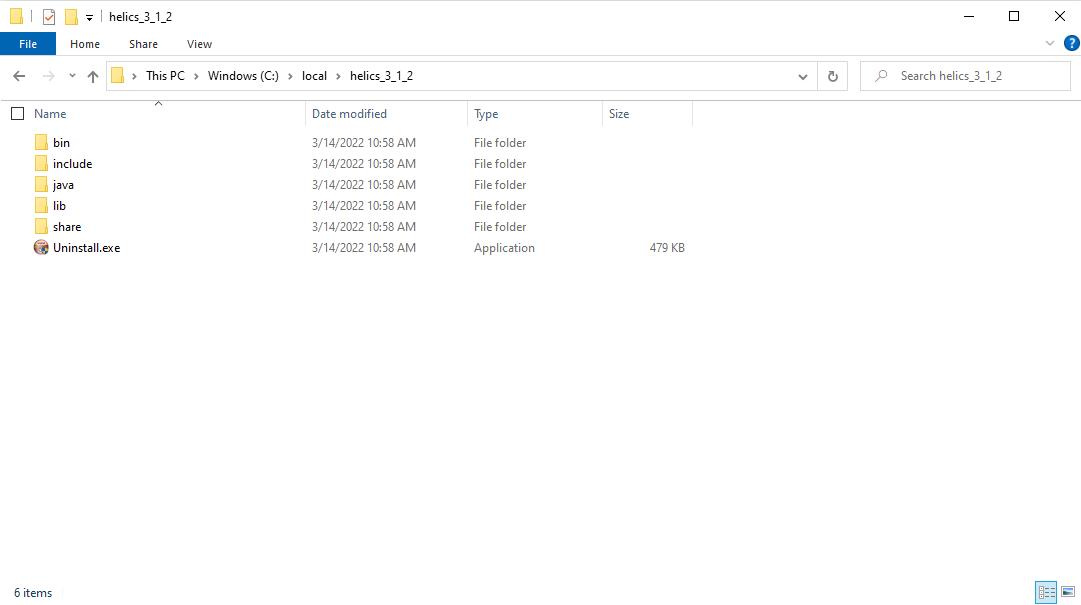 helics_3_1_2
File Home Share View
This PC Windows (C:) local helics_3_1_2 Search helics_3_1_2
Name Date modified Type Size
bin 3/14/2022 10:58 AM File folder
include 3/14/2022 10:58 AM File folder
java 3/14/2022 10:58 AM File folder
lib 3/14/2022 10:58 AM File folder
share 3/14/2022 10:58 AM File folder
Uninstall.exe 3/14/2022 10:58 AM Application 479 KB
6 items